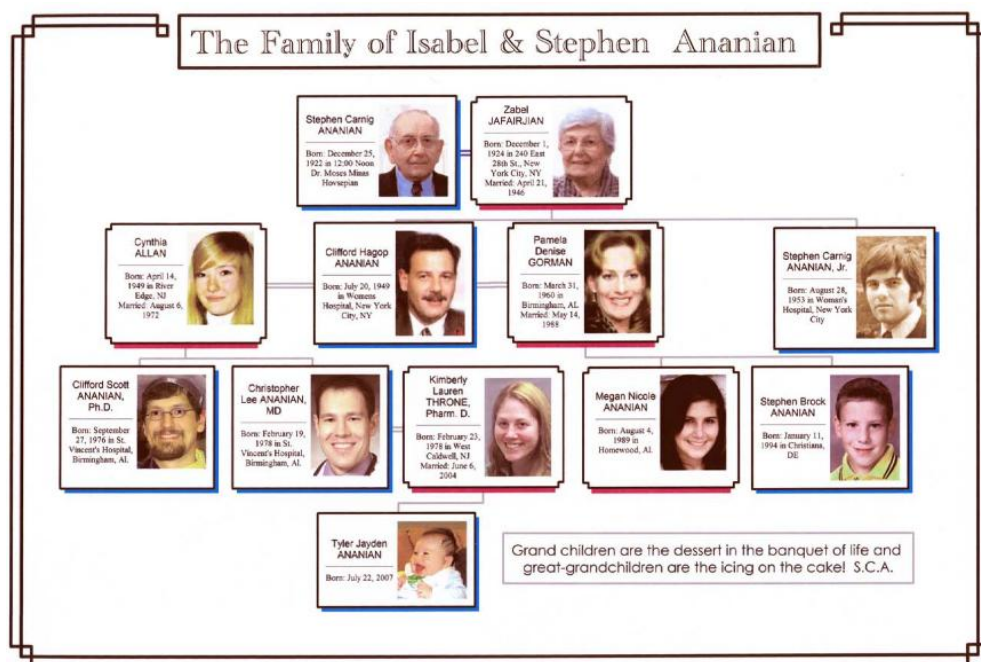 The Family of Isabel & Stephen Ananian
Stephen Carnig
ANANIAN
Born: December 25,
1922 in 12:00 Noon
Dr. Moses Minas
Hovsepian
Zabel
JAFAIRJIAN
Born: December 1,
1924 in 240 East
28th St., New
York City, NY
Married: April 21,
1946
Cynthia
ALLAN
Born: April 14,
1949 in River
Edge, NJ
Married: August 6,
1972
Clifford Hagop
ANANIAN
Born: July 20, 1949
in Womens
Hospital, New York
City, NY
Pamela
Denise
GORMAN
Born: March 31,
1960 in
Birmingham, AL
Married: May 14,
1988
Stephen Carnig
ANANIAN, Jr.
Born: August 28,
1953 in Woman's
Hospital, New York
City
Clifford Scott
ANANIAN,
Ph.D.
Born: September
27, 1976 in St.
Vincent's Hospital,
Birmingham, Al.
Christopher
Lee ANANIAN,
MD
Born: February 19,
1978 in St.
Vincent's Hospital,
Birmingham, Al.
Kimberly
Lauren
THRONE,
Pharm. D.
Born: February 23,
1978 in West
Caldwell, NJ
Married: June 6,
2004
Megan Nicole
ANANIAN
Born: August 4,
1989 in
Homewood, Al.
Stephen Brock
ANANIAN
Born: January 11,
1994 in Christiana,
DE
Tyler Jayden
ANANIAN
Born: July 22, 2007
Grand children are the dessert in the banquet of life and
great-grandchildren are the icing on the cake! S.C.A.